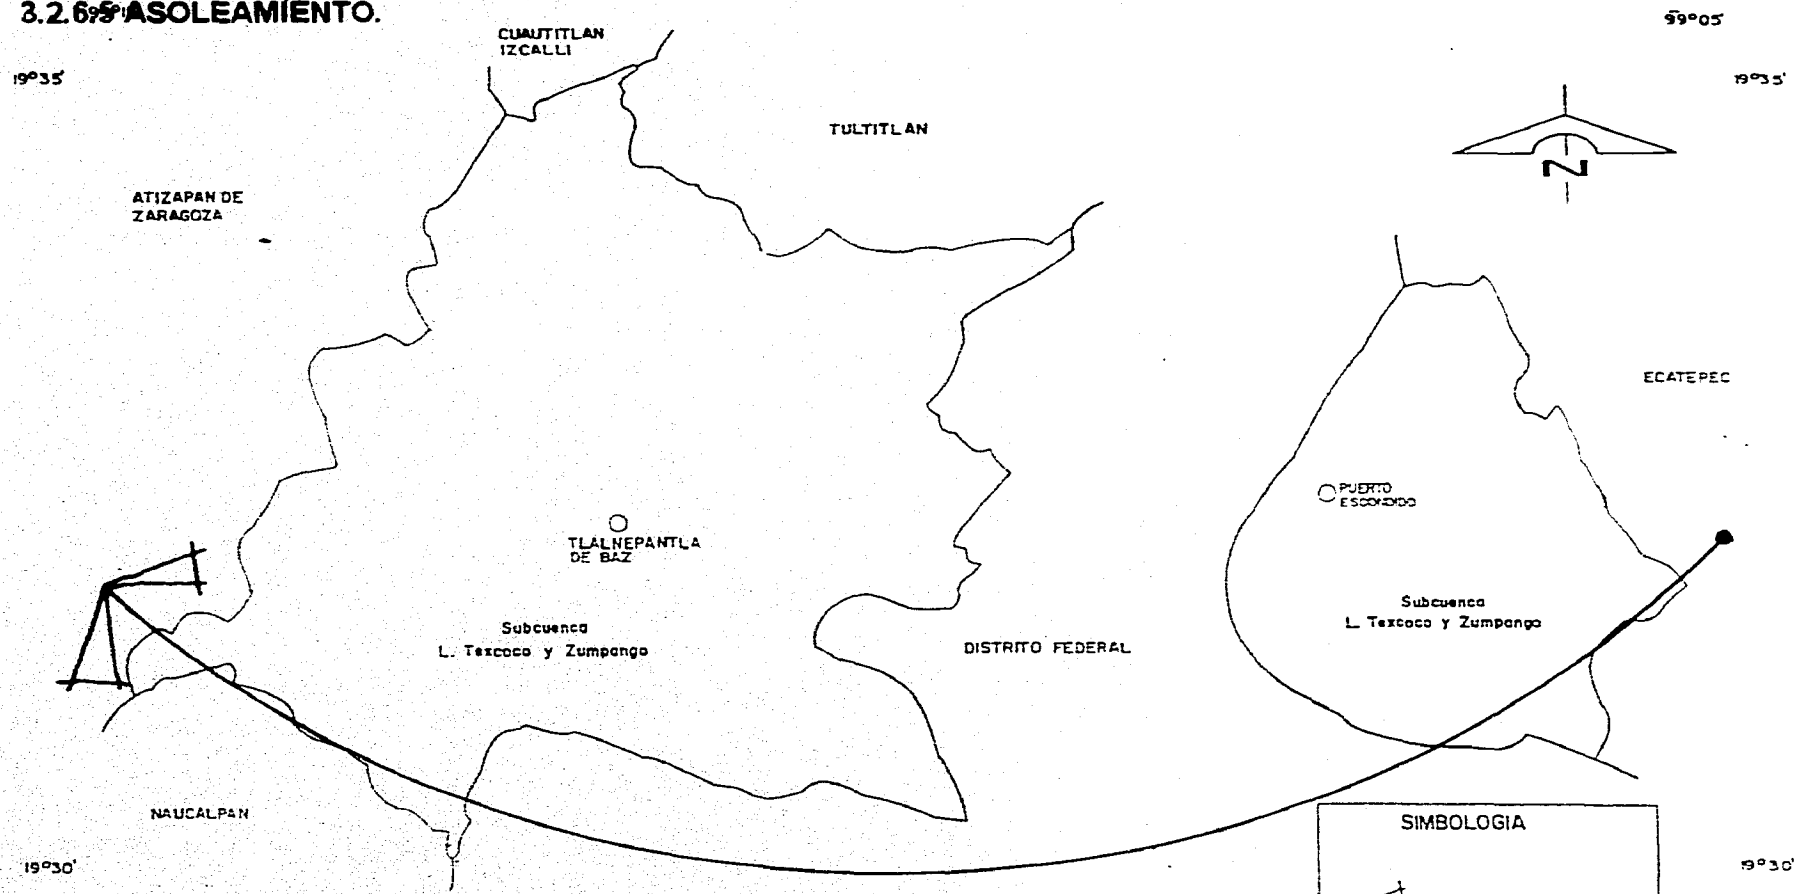 3.2.6. ASOLEAMIENTO.
99°05'
CUAUTITLAN
IZCALLI
19°35'
19°35'
TULTITLAN
N
ATIZAPAN DE
ZARAGOZA
ECATEPEC
PUERTO
ESCONDIDO
TLALNEPANTLA
DE BAZ
Subcuenca
L. Texcoco y Zumpango
Subcuenca
L. Texcoco y Zumpango
DISTRITO FEDERAL
NAUCALPAN
SIMBOLOGIA
19°30'
19°30'